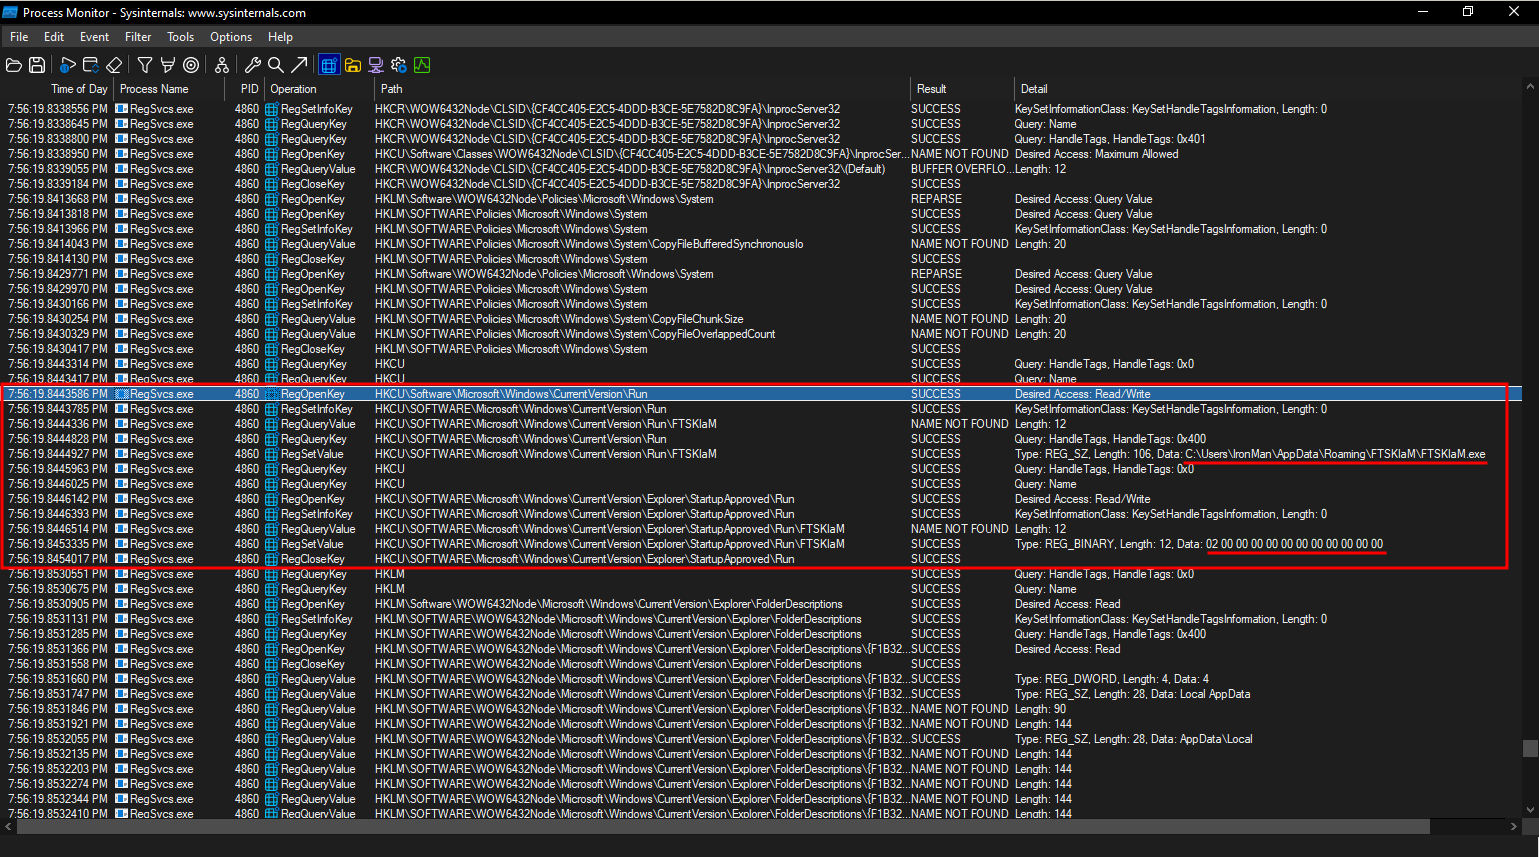 Process Monitor - Sysinternals: www.sysinternals.com
File Edit Event Filter Tools Options Help
Time of Day Process Name PID Operation Path Result Detail
7:56:19.8338556 PM RegSvcs.exe 4860 RegSetInfoKey HKCR\WOW6432Node\CLSID\{CF4CC405-E2C5-4DDD-B3CE-5E7582D8C9FA}\InprocServer32 SUCCESS KeySetInformationClass: KeySetHandleTagsInformation, Length: 0
7:56:19.8338645 PM RegSvcs.exe 4860 RegQueryKey HKCR\WOW6432Node\CLSID\{CF4CC405-E2C5-4DDD-B3CE-5E7582D8C9FA}\InprocServer32 SUCCESS Query: Name
7:56:19.8338800 PM RegSvcs.exe 4860 RegQueryKey HKCR\WOW6432Node\CLSID\{CF4CC405-E2C5-4DDD-B3CE-5E7582D8C9FA}\InprocServer32 SUCCESS Query: HandleTags, HandleTags: 0x401
7:56:19.8338950 PM RegSvcs.exe 4860 RegOpenKey HKCU\Software\Classes\WOW6432Node\CLSID\{CF4CC405-E2C5-4DDD-B3CE-5E7582D8C9FA}\InprocSer... NAME NOT FOUND Desired Access: Maximum Allowed
7:56:19.8339055 PM RegSvcs.exe 4860 RegQueryValue HKCR\WOW6432Node\CLSID\{CF4CC405-E2C5-4DDD-B3CE-5E7582D8C9FA}\InprocServer32\(Default) BUFFER OVERFLO... Length: 12
7:56:19.8339184 PM RegSvcs.exe 4860 RegCloseKey HKCR\WOW6432Node\CLSID\{CF4CC405-E2C5-4DDD-B3CE-5E7582D8C9FA}\InprocServer32 SUCCESS
7:56:19.8413668 PM RegSvcs.exe 4860 RegOpenKey HKLM\Software\WOW6432Node\Policies\Microsoft\Windows\System REPARSE Desired Access: Query Value
7:56:19.8413818 PM RegSvcs.exe 4860 RegOpenKey HKLM\SOFTWARE\Policies\Microsoft\Windows\System SUCCESS Desired Access: Query Value
7:56:19.8413966 PM RegSvcs.exe 4860 RegSetInfoKey HKLM\SOFTWARE\Policies\Microsoft\Windows\System SUCCESS KeySetInformationClass: KeySetHandleTagsInformation, Length: 0
7:56:19.8414043 PM RegSvcs.exe 4860 RegQueryValue HKLM\SOFTWARE\Policies\Microsoft\Windows\System\CopyFileBufferedSynchronousIo NAME NOT FOUND Length: 20
7:56:19.8414130 PM RegSvcs.exe 4860 RegCloseKey HKLM\SOFTWARE\Policies\Microsoft\Windows\System SUCCESS
7:56:19.8429771 PM RegSvcs.exe 4860 RegOpenKey HKLM\Software\WOW6432Node\Policies\Microsoft\Windows\System REPARSE Desired Access: Query Value
7:56:19.8429970 PM RegSvcs.exe 4860 RegOpenKey HKLM\SOFTWARE\Policies\Microsoft\Windows\System SUCCESS Desired Access: Query Value
7:56:19.8430166 PM RegSvcs.exe 4860 RegSetInfoKey HKLM\SOFTWARE\Policies\Microsoft\Windows\System SUCCESS KeySetInformationClass: KeySetHandleTagsInformation, Length: 0
7:56:19.8430254 PM RegSvcs.exe 4860 RegQueryValue HKLM\SOFTWARE\Policies\Microsoft\Windows\System\CopyFileChunkSize NAME NOT FOUND Length: 20
7:56:19.8430329 PM RegSvcs.exe 4860 RegQueryValue HKLM\SOFTWARE\Policies\Microsoft\Windows\System\CopyFileOverlappedCount NAME NOT FOUND Length: 20
7:56:19.8430417 PM RegSvcs.exe 4860 RegCloseKey HKLM\SOFTWARE\Policies\Microsoft\Windows\System SUCCESS
7:56:19.8443314 PM RegSvcs.exe 4860 RegQueryKey HKCU SUCCESS Query: HandleTags, HandleTags: 0x0
7:56:19.8443417 PM RegSvcs.exe 4860 RegQueryKey HKCU SUCCESS Query: Name
7:56:19.8443586 PM RegSvcs.exe 4860 RegOpenKey HKCU\Software\Microsoft\Windows\CurrentVersion\Run SUCCESS Desired Access: Read/Write
7:56:19.8443785 PM RegSvcs.exe 4860 RegSetInfoKey HKCU\SOFTWARE\Microsoft\Windows\CurrentVersion\Run SUCCESS KeySetInformationClass: KeySetHandleTagsInformation, Length: 0
7:56:19.8444336 PM RegSvcs.exe 4860 RegQueryValue HKCU\SOFTWARE\Microsoft\Windows\CurrentVersion\Run\FTSKlaM NAME NOT FOUND Length: 12
7:56:19.8444828 PM RegSvcs.exe 4860 RegQueryKey HKCU\SOFTWARE\Microsoft\Windows\CurrentVersion\Run SUCCESS Query: HandleTags, HandleTags: 0x400
7:56:19.8444927 PM RegSvcs.exe 4860 RegSetValue HKCU\SOFTWARE\Microsoft\Windows\CurrentVersion\Run\FTSKlaM SUCCESS Type: REG_SZ, Length: 106, Data: C:\Users\IronMan\AppData\Roaming\FTSKlaM\FTSKlaM.exe
7:56:19.8445963 PM RegSvcs.exe 4860 RegQueryKey HKCU SUCCESS Query: HandleTags, HandleTags: 0x0
7:56:19.8446025 PM RegSvcs.exe 4860 RegQueryKey HKCU SUCCESS Query: Name
7:56:19.8446142 PM RegSvcs.exe 4860 RegOpenKey HKCU\SOFTWARE\Microsoft\Windows\CurrentVersion\Explorer\StartupApproved\Run SUCCESS Desired Access: Read/Write
7:56:19.8446393 PM RegSvcs.exe 4860 RegSetInfoKey HKCU\SOFTWARE\Microsoft\Windows\CurrentVersion\Explorer\StartupApproved\Run SUCCESS KeySetInformationClass: KeySetHandleTagsInformation, Length: 0
7:56:19.8446514 PM RegSvcs.exe 4860 RegQueryValue HKCU\SOFTWARE\Microsoft\Windows\CurrentVersion\Explorer\StartupApproved\Run\FTSKlaM NAME NOT FOUND Length: 12
7:56:19.8453335 PM RegSvcs.exe 4860 RegSetValue HKCU\SOFTWARE\Microsoft\Windows\CurrentVersion\Explorer\StartupApproved\Run\FTSKlaM SUCCESS Type: REG_BINARY, Length: 12, Data: 02 00 00 00 00 00 00 00 00 00 00 00
7:56:19.8454017 PM RegSvcs.exe 4860 RegCloseKey HKCU\SOFTWARE\Microsoft\Windows\CurrentVersion\Explorer\StartupApproved\Run SUCCESS
7:56:19.8530551 PM RegSvcs.exe 4860 RegQueryKey HKLM SUCCESS Query: HandleTags, HandleTags: 0x0
7:56:19.8530675 PM RegSvcs.exe 4860 RegQueryKey HKLM SUCCESS Query: Name
7:56:19.8530905 PM RegSvcs.exe 4860 RegOpenKey HKLM\Software\WOW6432Node\Microsoft\Windows\CurrentVersion\Explorer\FolderDescriptions SUCCESS Desired Access: Read
7:56:19.8531131 PM RegSvcs.exe 4860 RegSetInfoKey HKLM\SOFTWARE\WOW6432Node\Microsoft\Windows\CurrentVersion\Explorer\FolderDescriptions SUCCESS KeySetInformationClass: KeySetHandleTagsInformation, Length: 0
7:56:19.8531285 PM RegSvcs.exe 4860 RegQueryKey HKLM\SOFTWARE\WOW6432Node\Microsoft\Windows\CurrentVersion\Explorer\FolderDescriptions SUCCESS Query: HandleTags, HandleTags: 0x400
7:56:19.8531366 PM RegSvcs.exe 4860 RegOpenKey HKLM\SOFTWARE\WOW6432Node\Microsoft\Windows\CurrentVersion\Explorer\FolderDescriptions\{F1B32... SUCCESS Desired Access: Read
7:56:19.8531558 PM RegSvcs.exe 4860 RegCloseKey HKLM\SOFTWARE\WOW6432Node\Microsoft\Windows\CurrentVersion\Explorer\FolderDescriptions SUCCESS
7:56:19.8531660 PM RegSvcs.exe 4860 RegQueryValue HKLM\SOFTWARE\WOW6432Node\Microsoft\Windows\CurrentVersion\Explorer\FolderDescriptions\{F1B32... SUCCESS Type: REG_DWORD, Length: 4, Data: 4
7:56:19.8531747 PM RegSvcs.exe 4860 RegQueryValue HKLM\SOFTWARE\WOW6432Node\Microsoft\Windows\CurrentVersion\Explorer\FolderDescriptions\{F1B32... SUCCESS Type: REG_SZ, Length: 28, Data: Local AppData
7:56:19.8531846 PM RegSvcs.exe 4860 RegQueryValue HKLM\SOFTWARE\WOW6432Node\Microsoft\Windows\CurrentVersion\Explorer\FolderDescriptions\{F1B32... NAME NOT FOUND Length: 90
7:56:19.8531921 PM RegSvcs.exe 4860 RegQueryValue HKLM\SOFTWARE\WOW6432Node\Microsoft\Windows\CurrentVersion\Explorer\FolderDescriptions\{F1B32... NAME NOT FOUND Length: 144
7:56:19.8532055 PM RegSvcs.exe 4860 RegQueryValue HKLM\SOFTWARE\WOW6432Node\Microsoft\Windows\CurrentVersion\Explorer\FolderDescriptions\{F1B32... SUCCESS Type: REG_SZ, Length: 28, Data: AppData\Local
7:56:19.8532135 PM RegSvcs.exe 4860 RegQueryValue HKLM\SOFTWARE\WOW6432Node\Microsoft\Windows\CurrentVersion\Explorer\FolderDescriptions\{F1B32... NAME NOT FOUND Length: 144
7:56:19.8532203 PM RegSvcs.exe 4860 RegQueryValue HKLM\SOFTWARE\WOW6432Node\Microsoft\Windows\CurrentVersion\Explorer\FolderDescriptions\{F1B32... NAME NOT FOUND Length: 144
7:56:19.8532274 PM RegSvcs.exe 4860 RegQueryValue HKLM\SOFTWARE\WOW6432Node\Microsoft\Windows\CurrentVersion\Explorer\FolderDescriptions\{F1B32... NAME NOT FOUND Length: 144
7:56:19.8532344 PM RegSvcs.exe 4860 RegQueryValue HKLM\SOFTWARE\WOW6432Node\Microsoft\Windows\CurrentVersion\Explorer\FolderDescriptions\{F1B32... NAME NOT FOUND Length: 144
7:56:19.8532410 PM RegSvcs.exe 4860 RegQueryValue HKLM\SOFTWARE\WOW6432Node\Microsoft\Windows\CurrentVersion\Explorer\FolderDescriptions\{F1B32... NAME NOT FOUND Length: 144